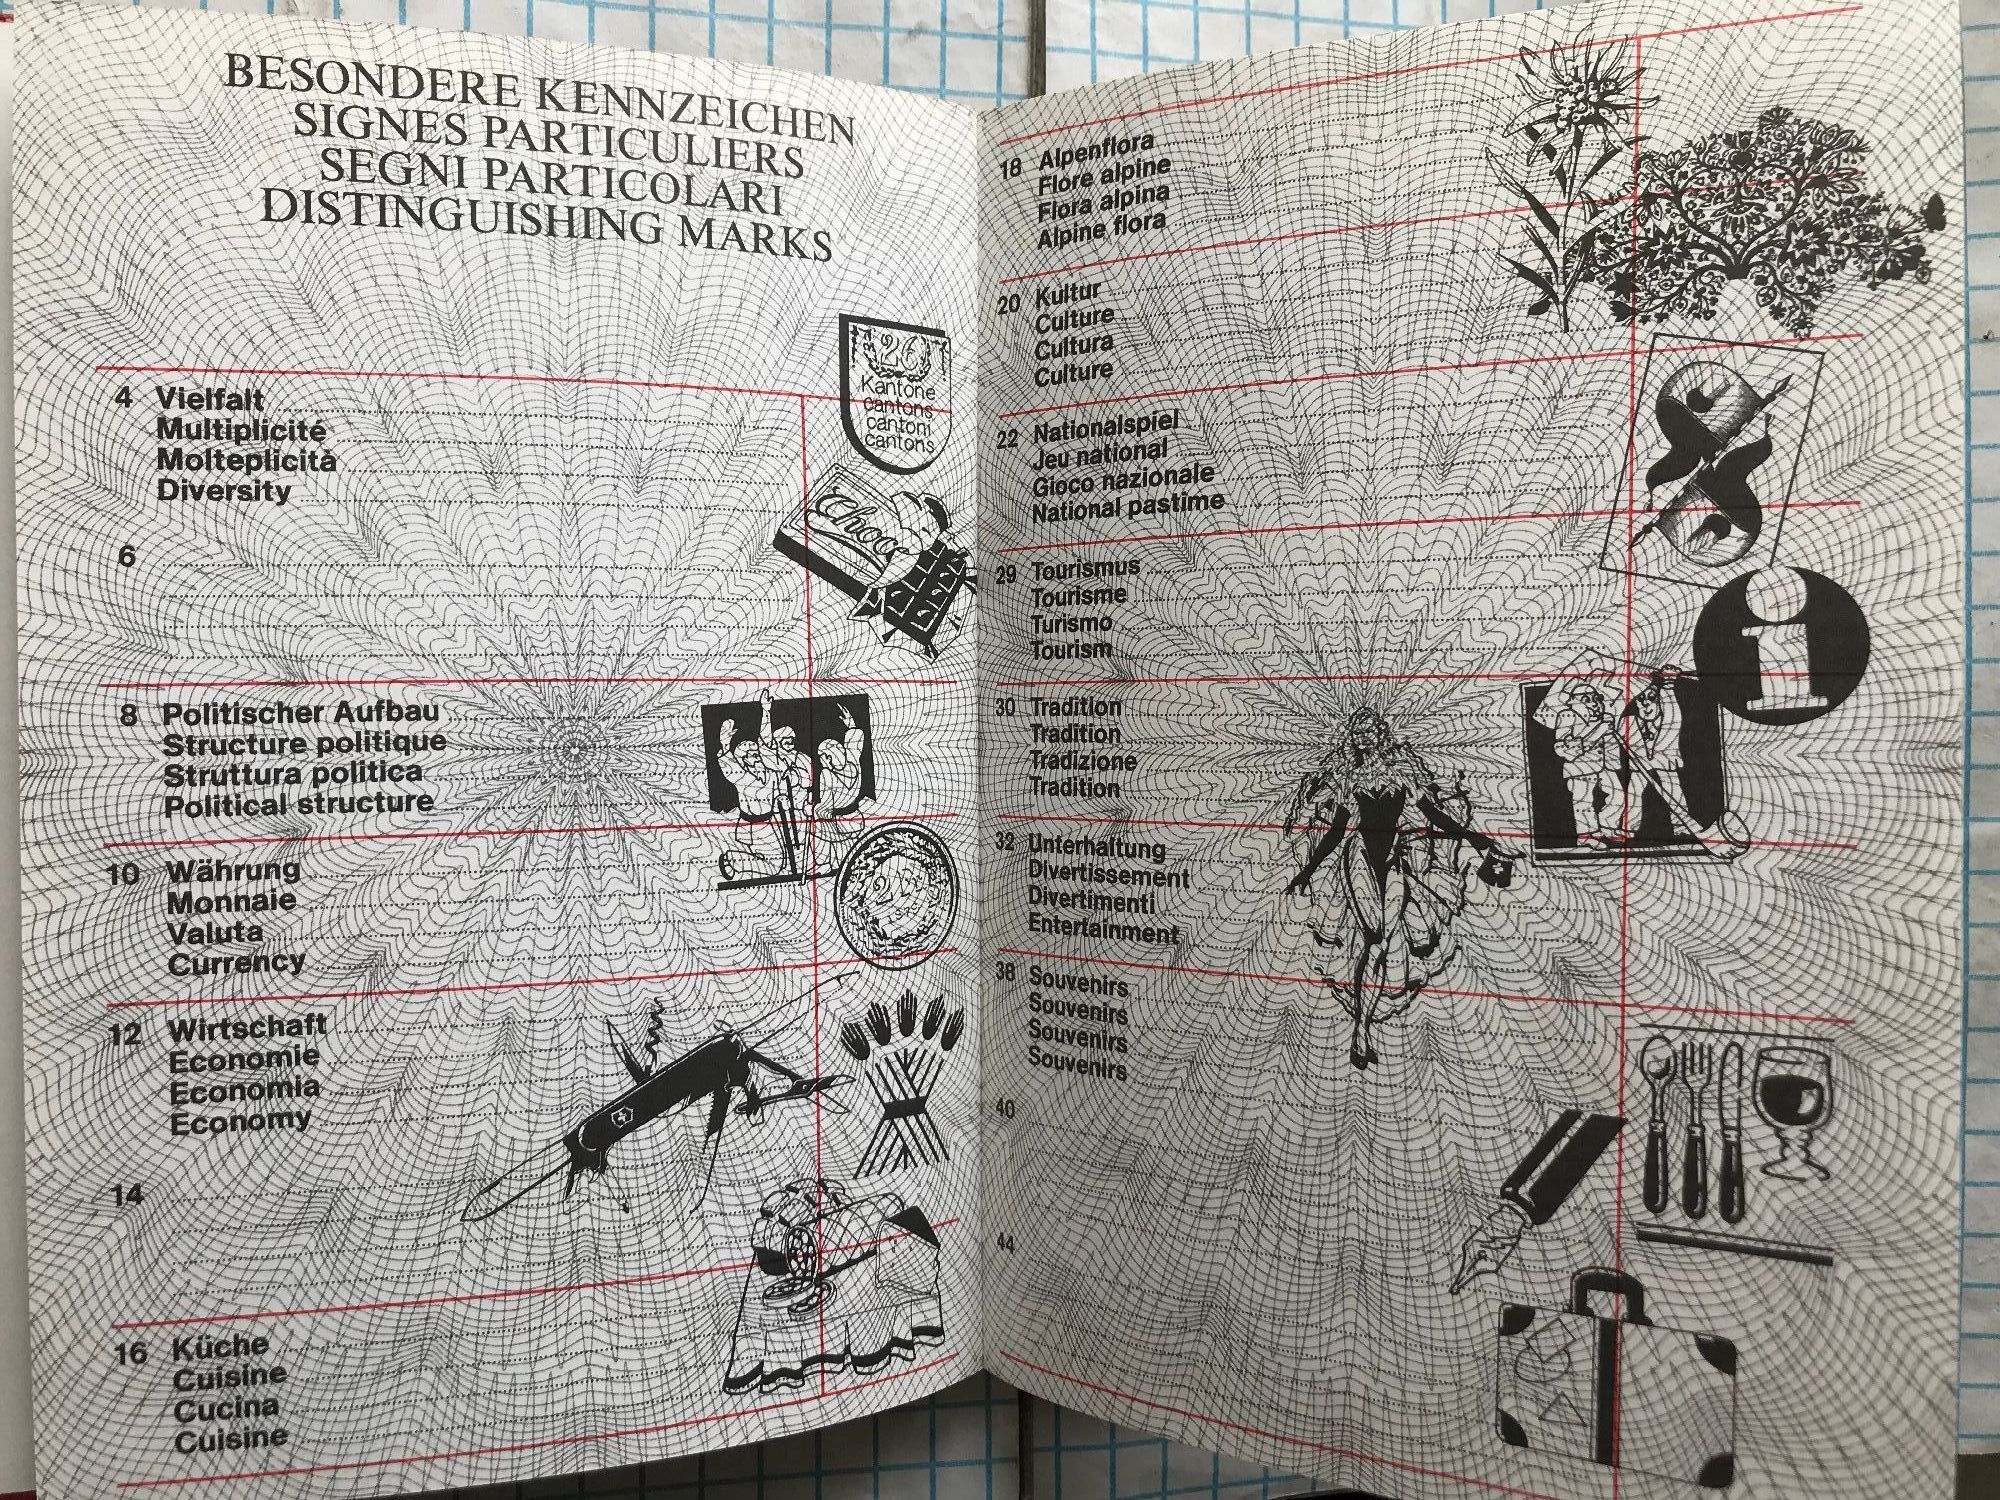 BESONDERE KENNZEICHEN
SIGNES PARTICULIERS
SEGNI PARTICOLARI
DISTINGUISHING MARKS
26
Kantone
cantons
cantoni
cantons
4 Vielfalt
Multiplicité
Molteplicità
Diversity
Choco
6
8 Politischer Aufbau
Structure politique
Struttura politica
Political structure
10 Währung
Monnaie
Valuta
Currency
12 Wirtschaft
Economie
Economia
Economy
14
16 Küche
Cuisine
Cucina
Cuisine
18 Alpenflora
Flore alpine
Flora alpina
Alpine flora
20 Kultur
Culture
Cultura
Culture
22 Nationalspiel
Jeu national
Gioco nazionale
National pastime
29 Tourismus
Tourisme
Turismo
Tourism
i
30 Tradition
Tradition
Tradizione
Tradition
32 Unterhaltung
Divertissement
Divertimenti
Entertainment
38 Souvenirs
Souvenirs
Souvenirs
Souvenirs
40
44